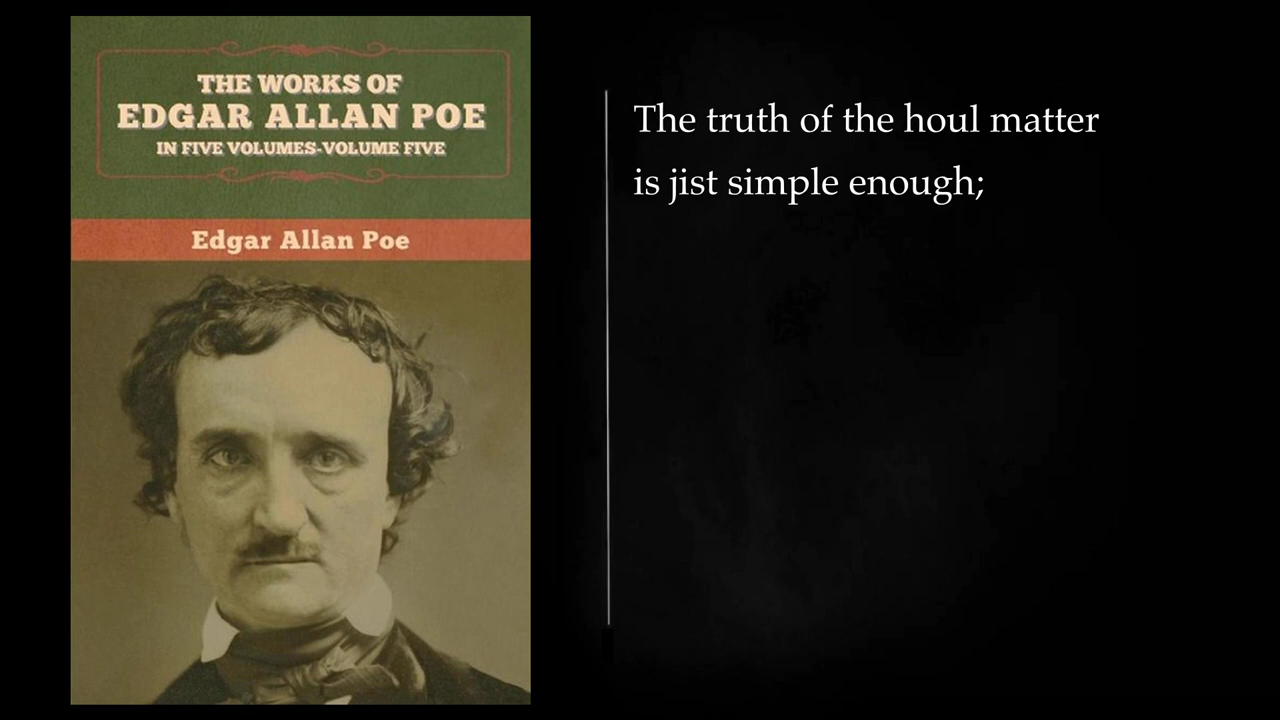 THE WORKS OF
EDGAR ALLAN POE
IN FIVE VOLUMES-VOLUME FIVE
Edgar Allan Poe
The truth of the houl matter
is jist simple enough;